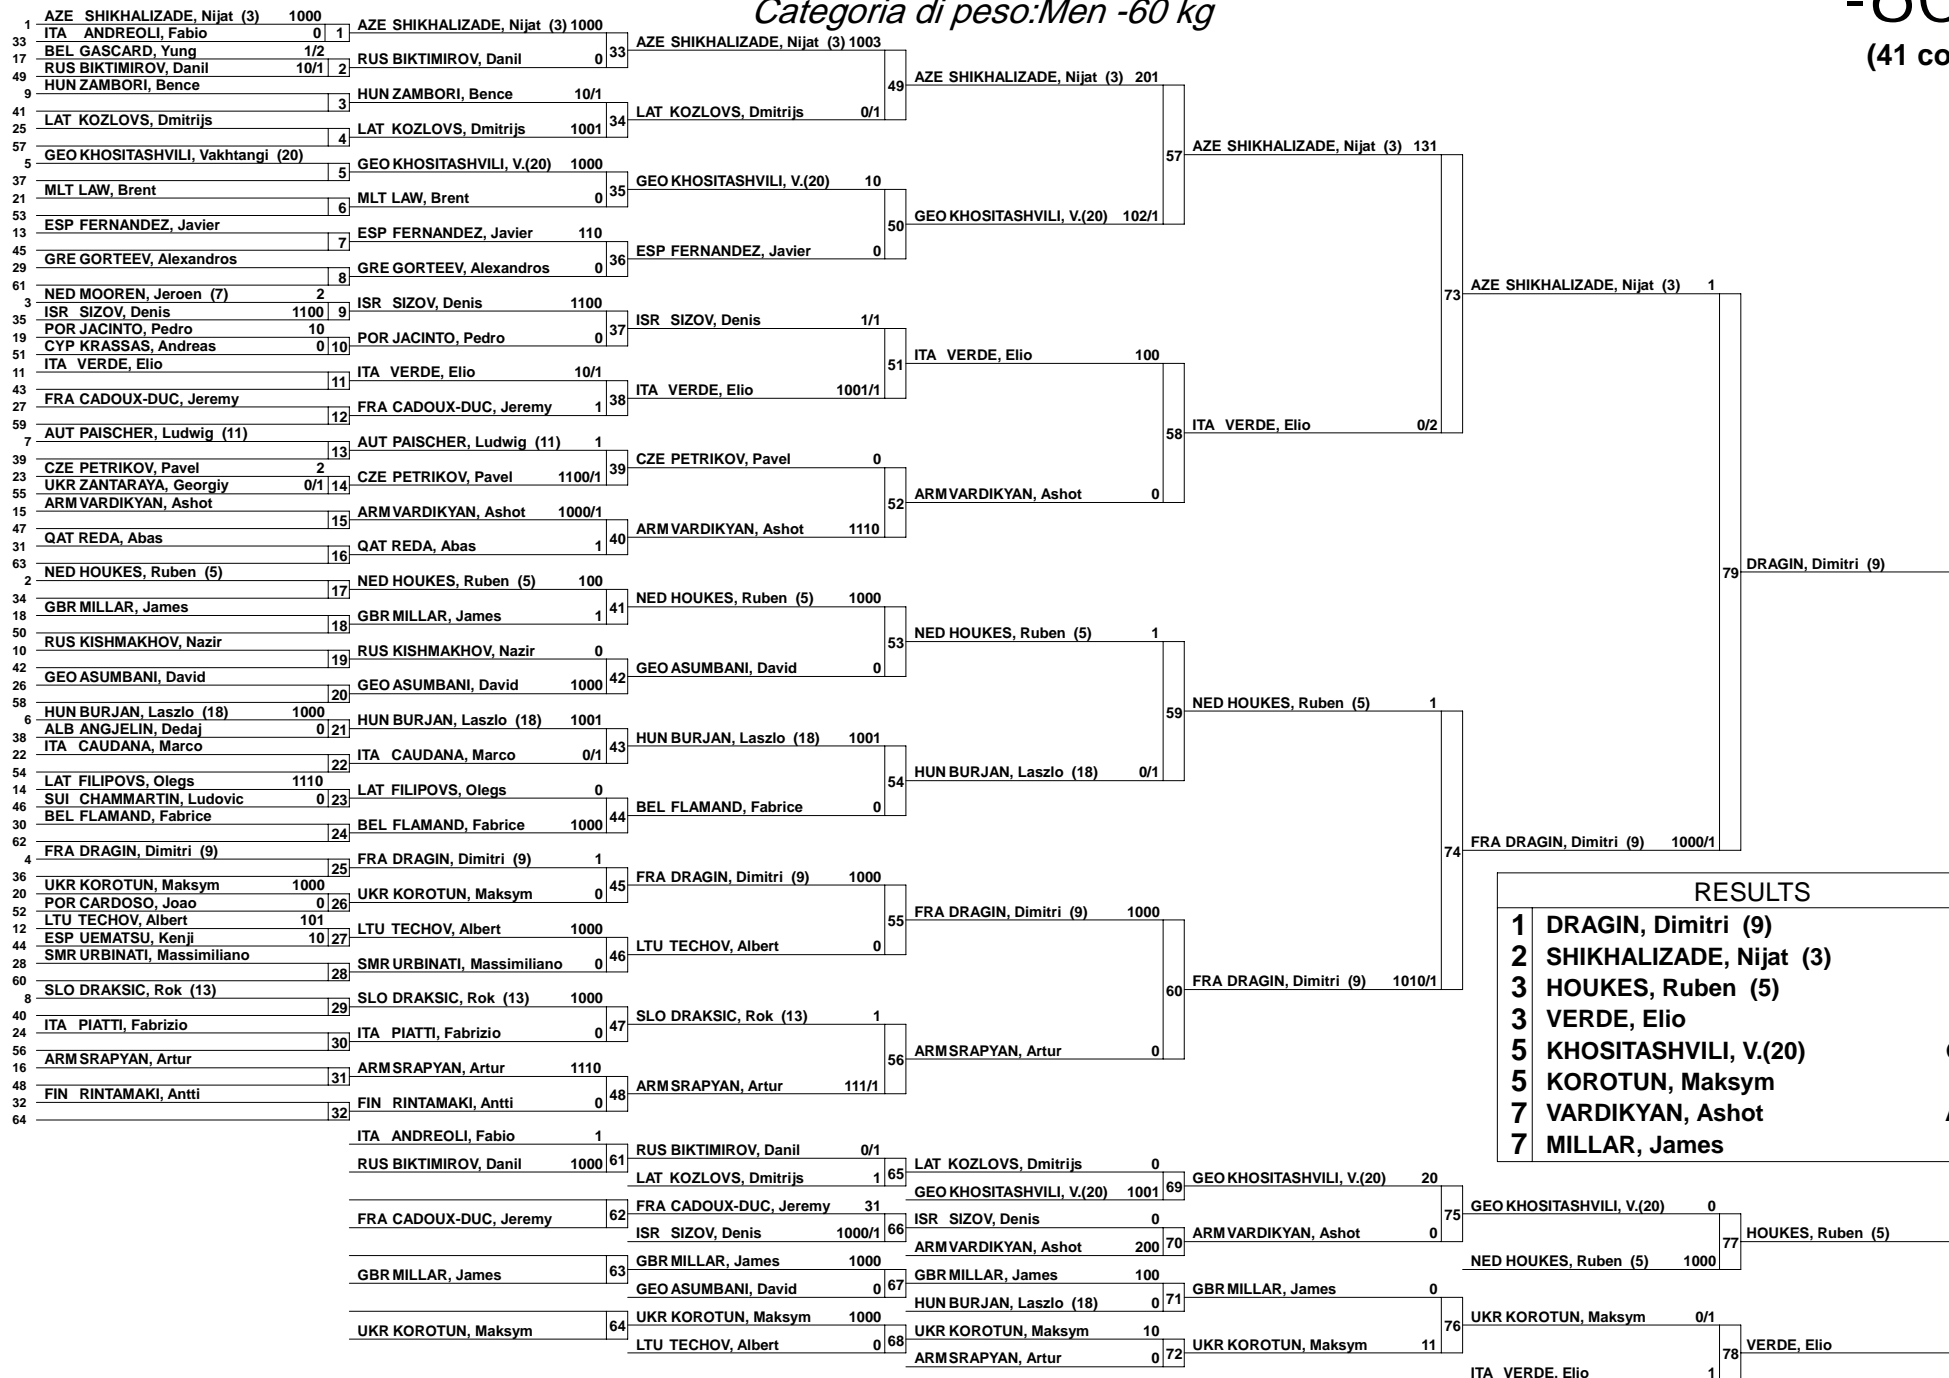 Categoria di peso:Men -60 kg
(41 co
1 AZE SHIKHALIZADE, Nijat (3) 1000
33 ITA ANDREOLI, Fabio 0 1
17 BEL GASCARD, Yung 1/2
49 RUS BIKTIMIROV, Danil 10/1 2
9 HUN ZAMBORI, Bence
41 3
25 LAT KOZLOVS, Dmitrijs
57 4
5 GEO KHOSITASHVILI, Vakhtangi (20)
37 5
21 MLT LAW, Brent
53 6
13 ESP FERNANDEZ, Javier
45 7
29 GRE GORTEEV, Alexandros
61 8
3 NED MOOREN, Jeroen (7) 2
35 ISR SIZOV, Denis 1100 9
19 POR JACINTO, Pedro 10
51 CYP KRASSAS, Andreas 0 10
11 ITA VERDE, Elio
43 11
27 FRA CADOUX-DUC, Jeremy
59 12
7 AUT PAISCHER, Ludwig (11)
39 13
23 CZE PETRIKOV, Pavel 2
55 UKR ZANTARAYA, Georgiy 0/1 14
15 ARM VARDIKYAN, Ashot
47 15
31 QAT REDA, Abas
63 16
2 NED HOUKES, Ruben (5)
34 17
18 GBR MILLAR, James
50 18
10 RUS KISHMAKHOV, Nazir
42 19
26 GEO ASUMBANI, David
58 20
6 HUN BURJAN, Laszlo (18) 1000
38 ALB ANGJELIN, Dedaj 0 21
22 ITA CAUDANA, Marco
54 22
14 LAT FILIPOVS, Olegs 1110
46 SUI CHAMMARTIN, Ludovic 0 23
30 BEL FLAMAND, Fabrice
62 24
4 FRA DRAGIN, Dimitri (9)
36 25
20 UKR KOROTUN, Maksym 1000
52 POR CARDOSO, Joao 0 26
12 LTU TECHOV, Albert 101
44 ESP UEMATSU, Kenji 10 27
28 SMR URBINATI, Massimiliano
60 28
8 SLO DRAKSIC, Rok (13)
40 29
24 ITA PIATTI, Fabrizio
56 30
16 ARM SRAPYAN, Artur
48 31
32 FIN RINTAMAKI, Antti
64 32
AZE SHIKHALIZADE, Nijat (3) 1000
RUS BIKTIMIROV, Danil 0 33
HUN ZAMBORI, Bence 10/1
LAT KOZLOVS, Dmitrijs 1001 34
GEO KHOSITASHVILI, V.(20) 1000
MLT LAW, Brent 0 35
ESP FERNANDEZ, Javier 110
GRE GORTEEV, Alexandros 0 36
ISR SIZOV, Denis 1100
POR JACINTO, Pedro 0 37
ITA VERDE, Elio 10/1
FRA CADOUX-DUC, Jeremy 1 38
AUT PAISCHER, Ludwig (11) 1
CZE PETRIKOV, Pavel 1100/1 39
ARM VARDIKYAN, Ashot 1000/1
QAT REDA, Abas 1 40
NED HOUKES, Ruben (5) 100
GBR MILLAR, James 1 41
RUS KISHMAKHOV, Nazir 0
GEO ASUMBANI, David 1000 42
HUN BURJAN, Laszlo (18) 1001
ITA CAUDANA, Marco 0/1 43
LAT FILIPOVS, Olegs 0
BEL FLAMAND, Fabrice 1000 44
FRA DRAGIN, Dimitri (9) 1
UKR KOROTUN, Maksym 0 45
LTU TECHOV, Albert 1000
SMR URBINATI, Massimiliano 0 46
SLO DRAKSIC, Rok (13) 1000
ITA PIATTI, Fabrizio 0 47
ARM SRAPYAN, Artur 1110
FIN RINTAMAKI, Antti 0 48
AZE SHIKHALIZADE, Nijat (3) 1003
LAT KOZLOVS, Dmitrijs 0/1 49
GEO KHOSITASHVILI, V.(20) 10
ESP FERNANDEZ, Javier 0 50
ISR SIZOV, Denis 1/1
ITA VERDE, Elio 1001/1 51
CZE PETRIKOV, Pavel 0
ARM VARDIKYAN, Ashot 1110 52
NED HOUKES, Ruben (5) 1000
GEO ASUMBANI, David 0 53
HUN BURJAN, Laszlo (18) 1001
BEL FLAMAND, Fabrice 0 54
FRA DRAGIN, Dimitri (9) 1000
LTU TECHOV, Albert 0 55
SLO DRAKSIC, Rok (13) 1
ARM SRAPYAN, Artur 111/1 56
AZE SHIKHALIZADE, Nijat (3) 201
GEO KHOSITASHVILI, V.(20) 102/1 57
ITA VERDE, Elio 100
ARM VARDIKYAN, Ashot 0 58
NED HOUKES, Ruben (5) 1
HUN BURJAN, Laszlo (18) 0/1 59
FRA DRAGIN, Dimitri (9) 1000
ARM SRAPYAN, Artur 0 60
AZE SHIKHALIZADE, Nijat (3) 131
ITA VERDE, Elio 0/2 73
NED HOUKES, Ruben (5) 1
FRA DRAGIN, Dimitri (9) 1010/1 74
AZE SHIKHALIZADE, Nijat (3) 1
FRA DRAGIN, Dimitri (9) 1000/1 79
DRAGIN, Dimitri (9)
RESULTS
1 DRAGIN, Dimitri (9)
2 SHIKHALIZADE, Nijat (3)
3 HOUKES, Ruben (5)
3 VERDE, Elio
5 KHOSITASHVILI, V.(20)
5 KOROTUN, Maksym
7 VARDIKYAN, Ashot
7 MILLAR, James
ITA ANDREOLI, Fabio 1
RUS BIKTIMIROV, Danil 1000 61
FRA CADOUX-DUC, Jeremy 62
GBR MILLAR, James 63
UKR KOROTUN, Maksym 64
RUS BIKTIMIROV, Danil 0/1
LAT KOZLOVS, Dmitrijs 1 65
FRA CADOUX-DUC, Jeremy 31
ISR SIZOV, Denis 1000/1 66
GBR MILLAR, James 1000
GEO ASUMBANI, David 0 67
UKR KOROTUN, Maksym 1000
LTU TECHOV, Albert 0 68
LAT KOZLOVS, Dmitrijs 0
GEO KHOSITASHVILI, V.(20) 1001 69
ISR SIZOV, Denis 0
ARM VARDIKYAN, Ashot 200 70
GBR MILLAR, James 100
HUN BURJAN, Laszlo (18) 0 71
UKR KOROTUN, Maksym 10
ARM SRAPYAN, Artur 0 72
GEO KHOSITASHVILI, V.(20) 20
ARM VARDIKYAN, Ashot 0 75
GBR MILLAR, James 0
UKR KOROTUN, Maksym 11 76
GEO KHOSITASHVILI, V.(20) 0
NED HOUKES, Ruben (5) 1000 77
UKR KOROTUN, Maksym 0/1
ITA VERDE, Elio 1 78
HOUKES, Ruben (5)
VERDE, Elio